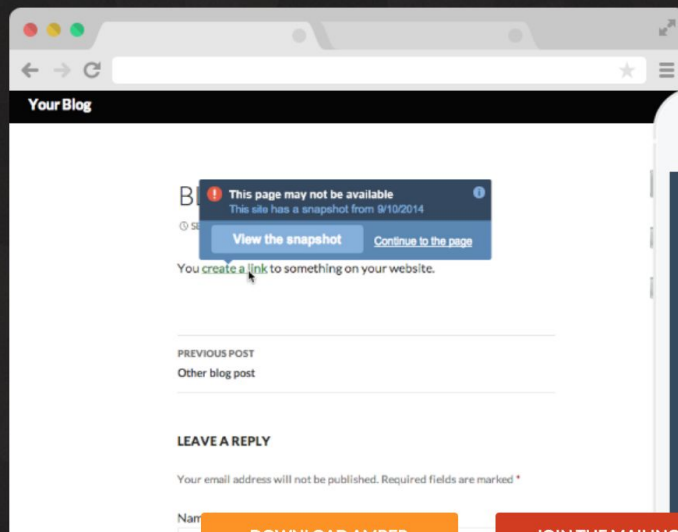 Your Blog
This page may not be available
This site has a snapshot from 9/10/2014
View the snapshot
Continue to the page
You create a link to something on your website.
PREVIOUS POST
Other blog post
LEAVE A REPLY
Your email address will not be published. Required fields are marked *